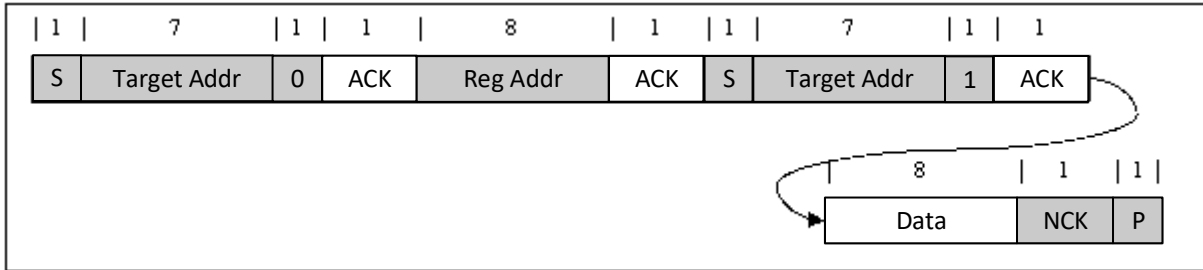 | 1 | 7 | 1 | 1 | 8 | 1 | 1 | 7 | 1 | 1
S Target Addr 0 ACK Reg Addr ACK S Target Addr 1 ACK
| 8 | 1 | 1 |
Data NCK P